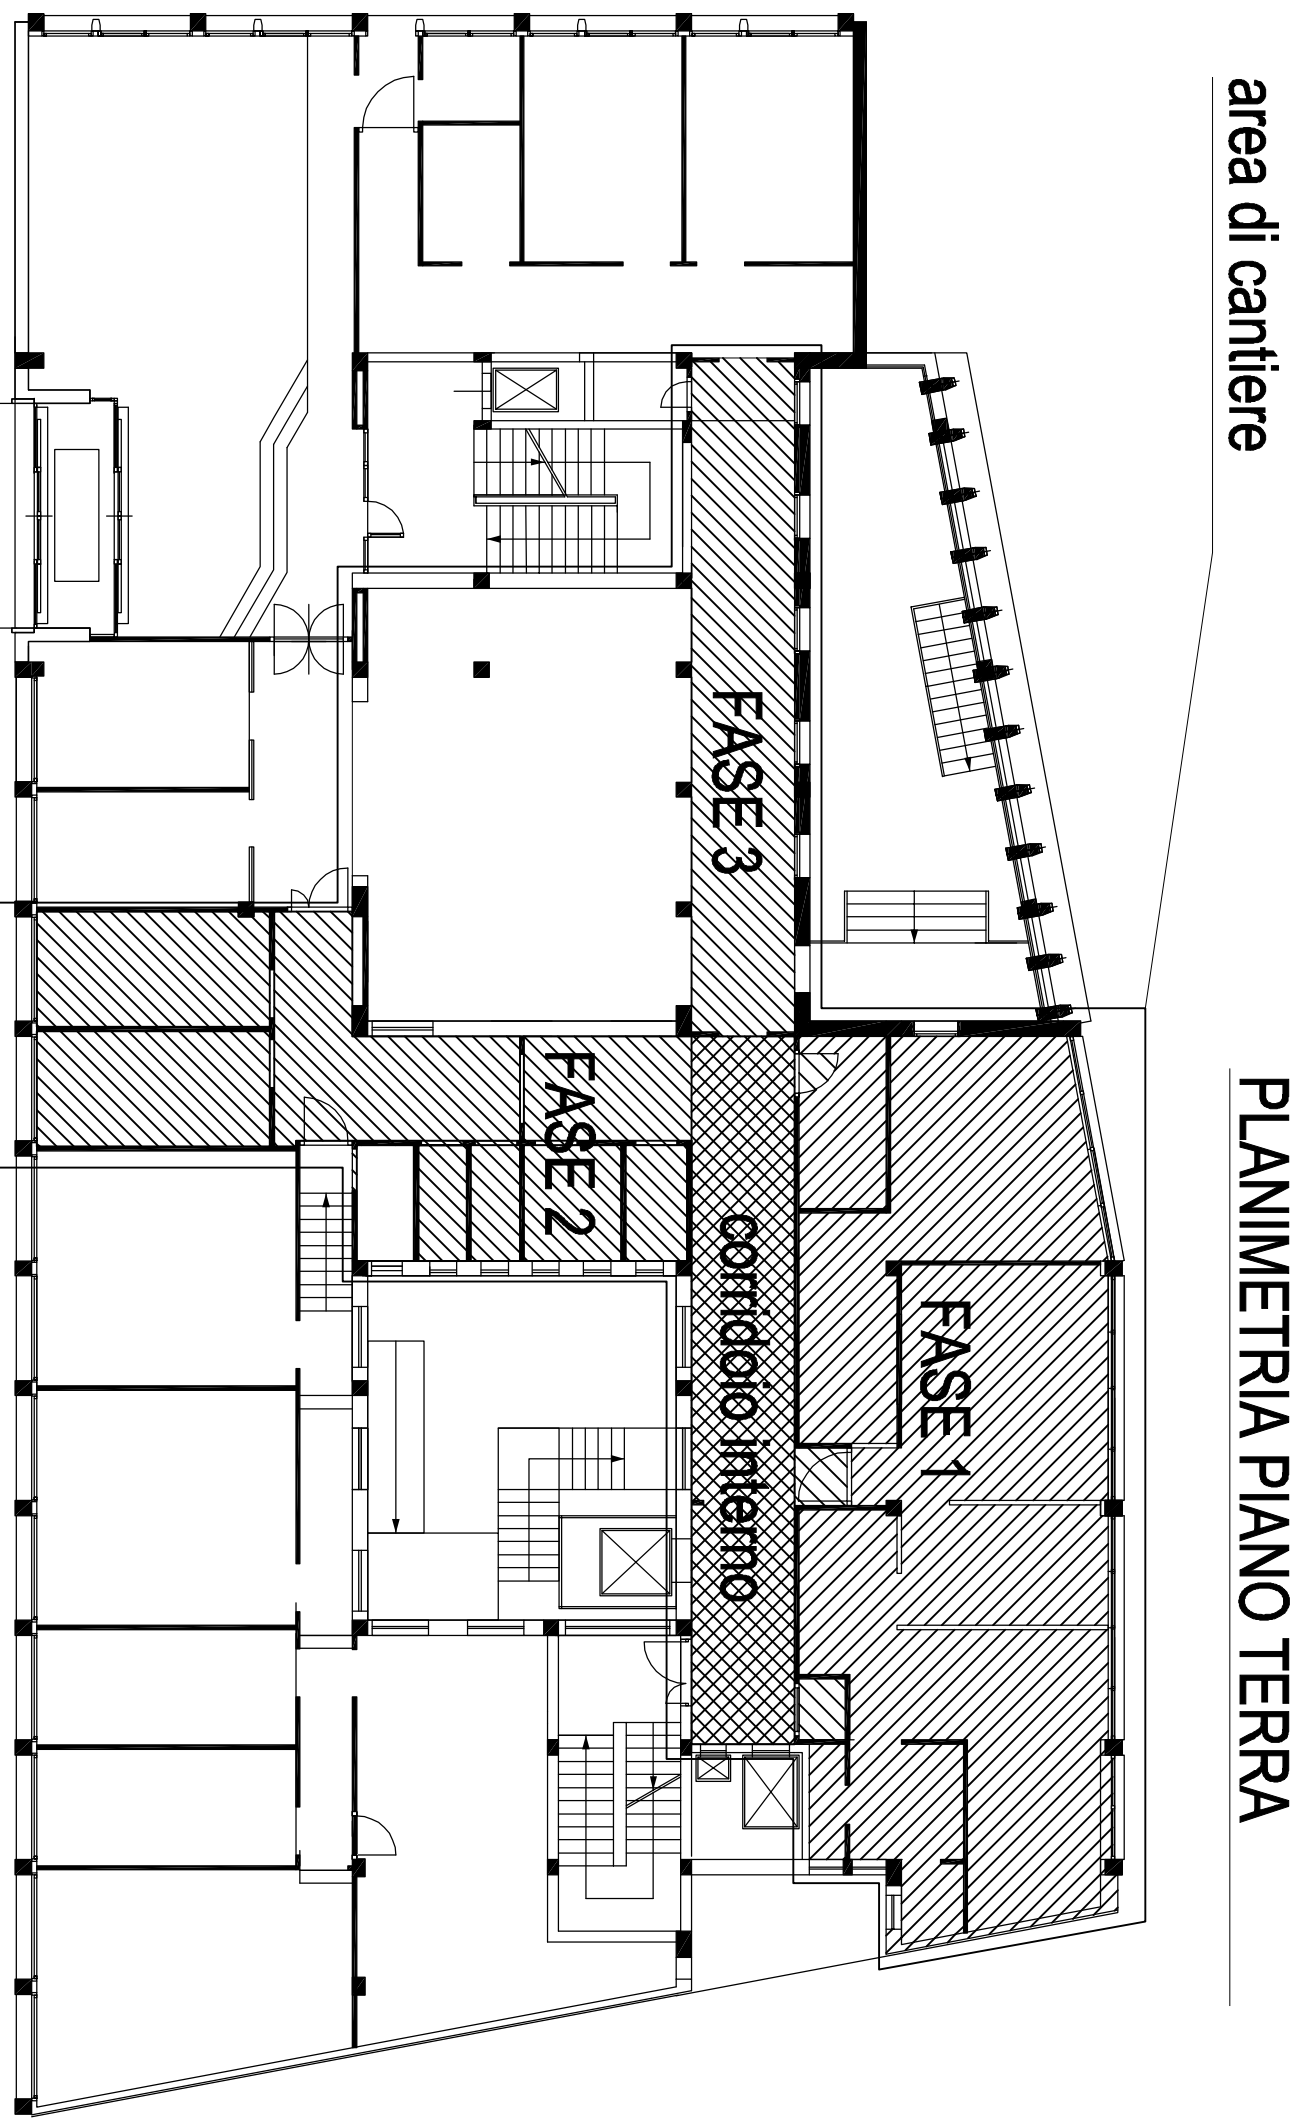 PLANIMETRIA PIANO TERRA
area di cantiere
FASE 1
corridoio interno
FASE 3
FASE 2